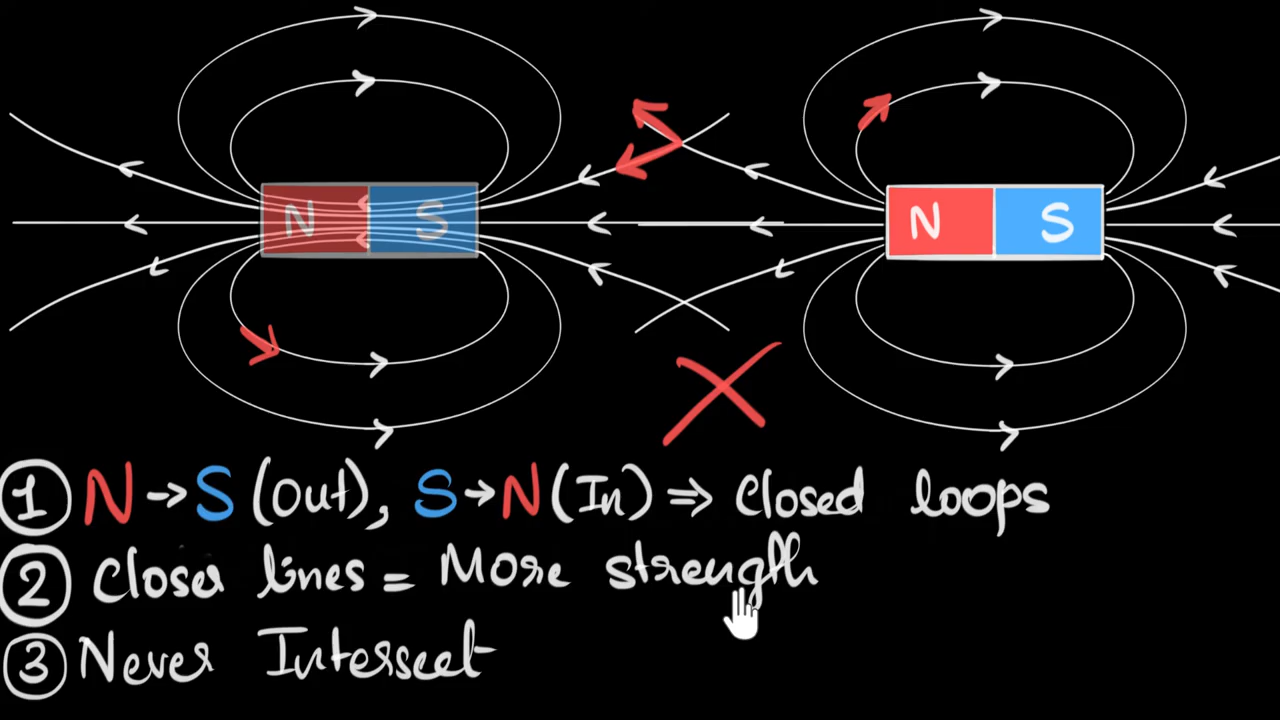 N S N S
① N → S (Out), S → N (In) ⇒ Closed loops
② Closer lines = More strength
③ Never Intersect